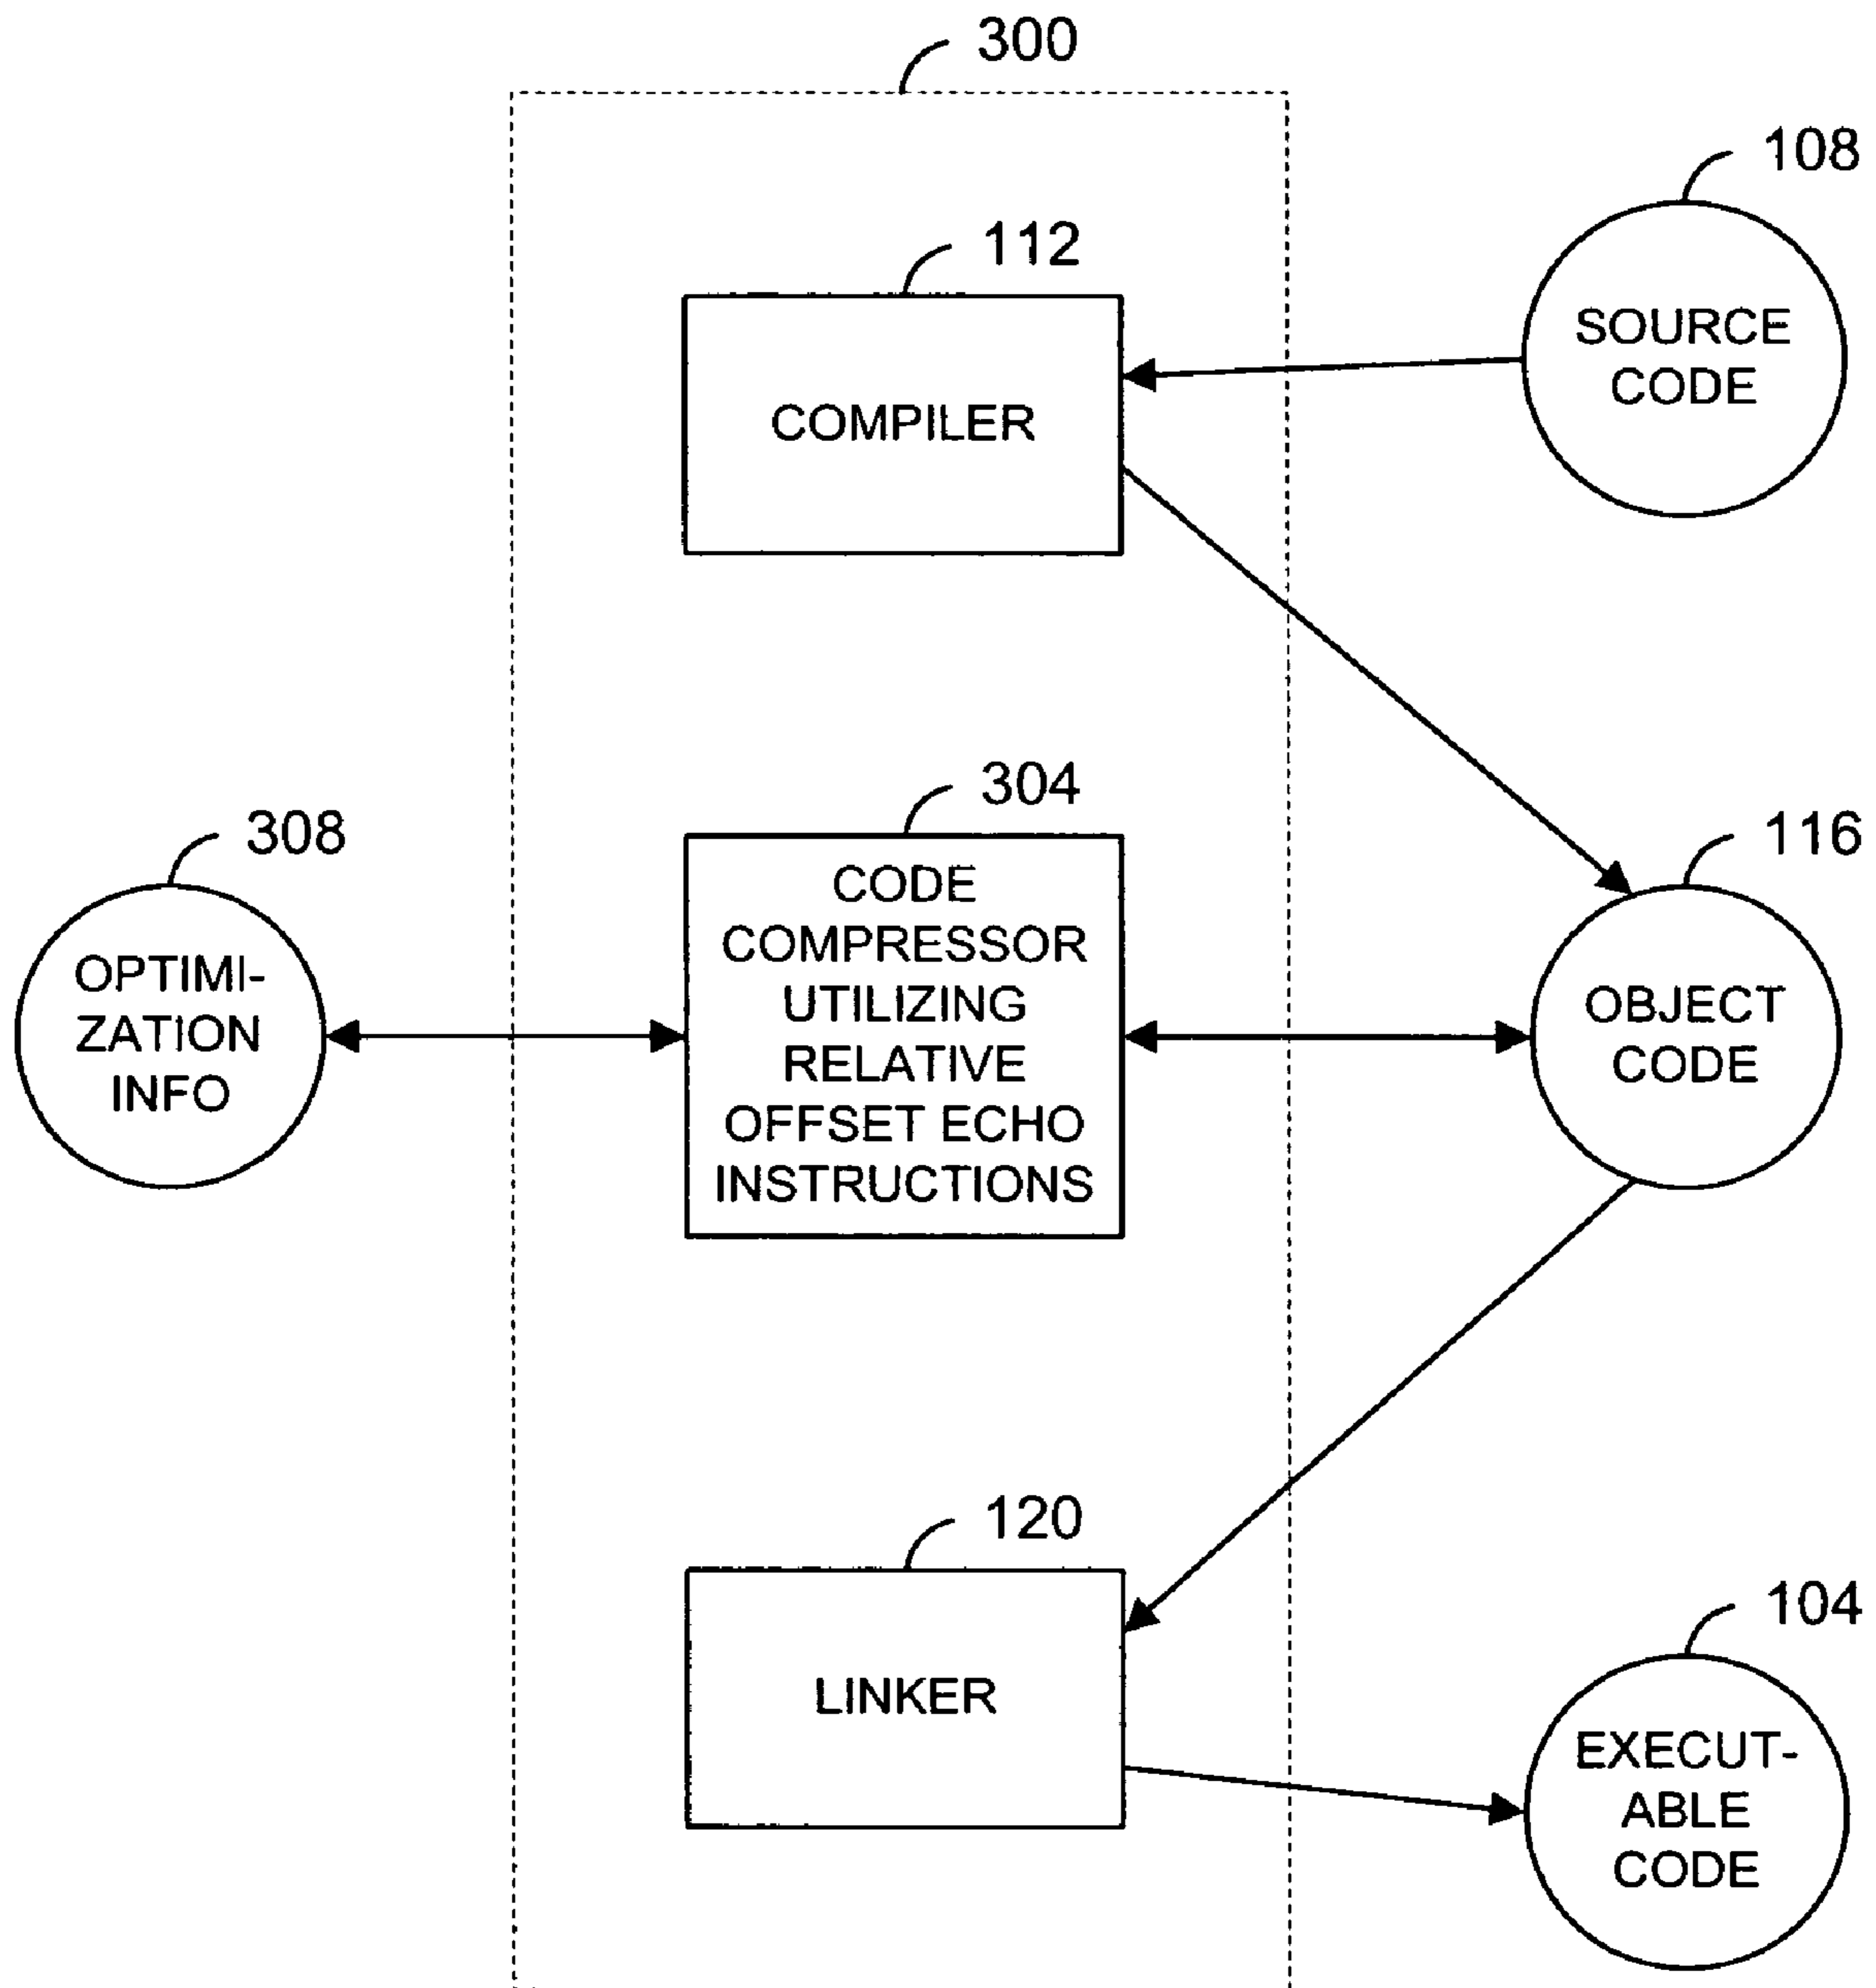 300
108
112
SOURCE
CODE
COMPILER
304
308
116
CODE
COMPRESSOR
UTILIZING
RELATIVE
OFFSET ECHO
INSTRUCTIONS
OPTIMI-
ZATION
INFO
OBJECT
CODE
120
104
LINKER
EXECUT-
ABLE
CODE